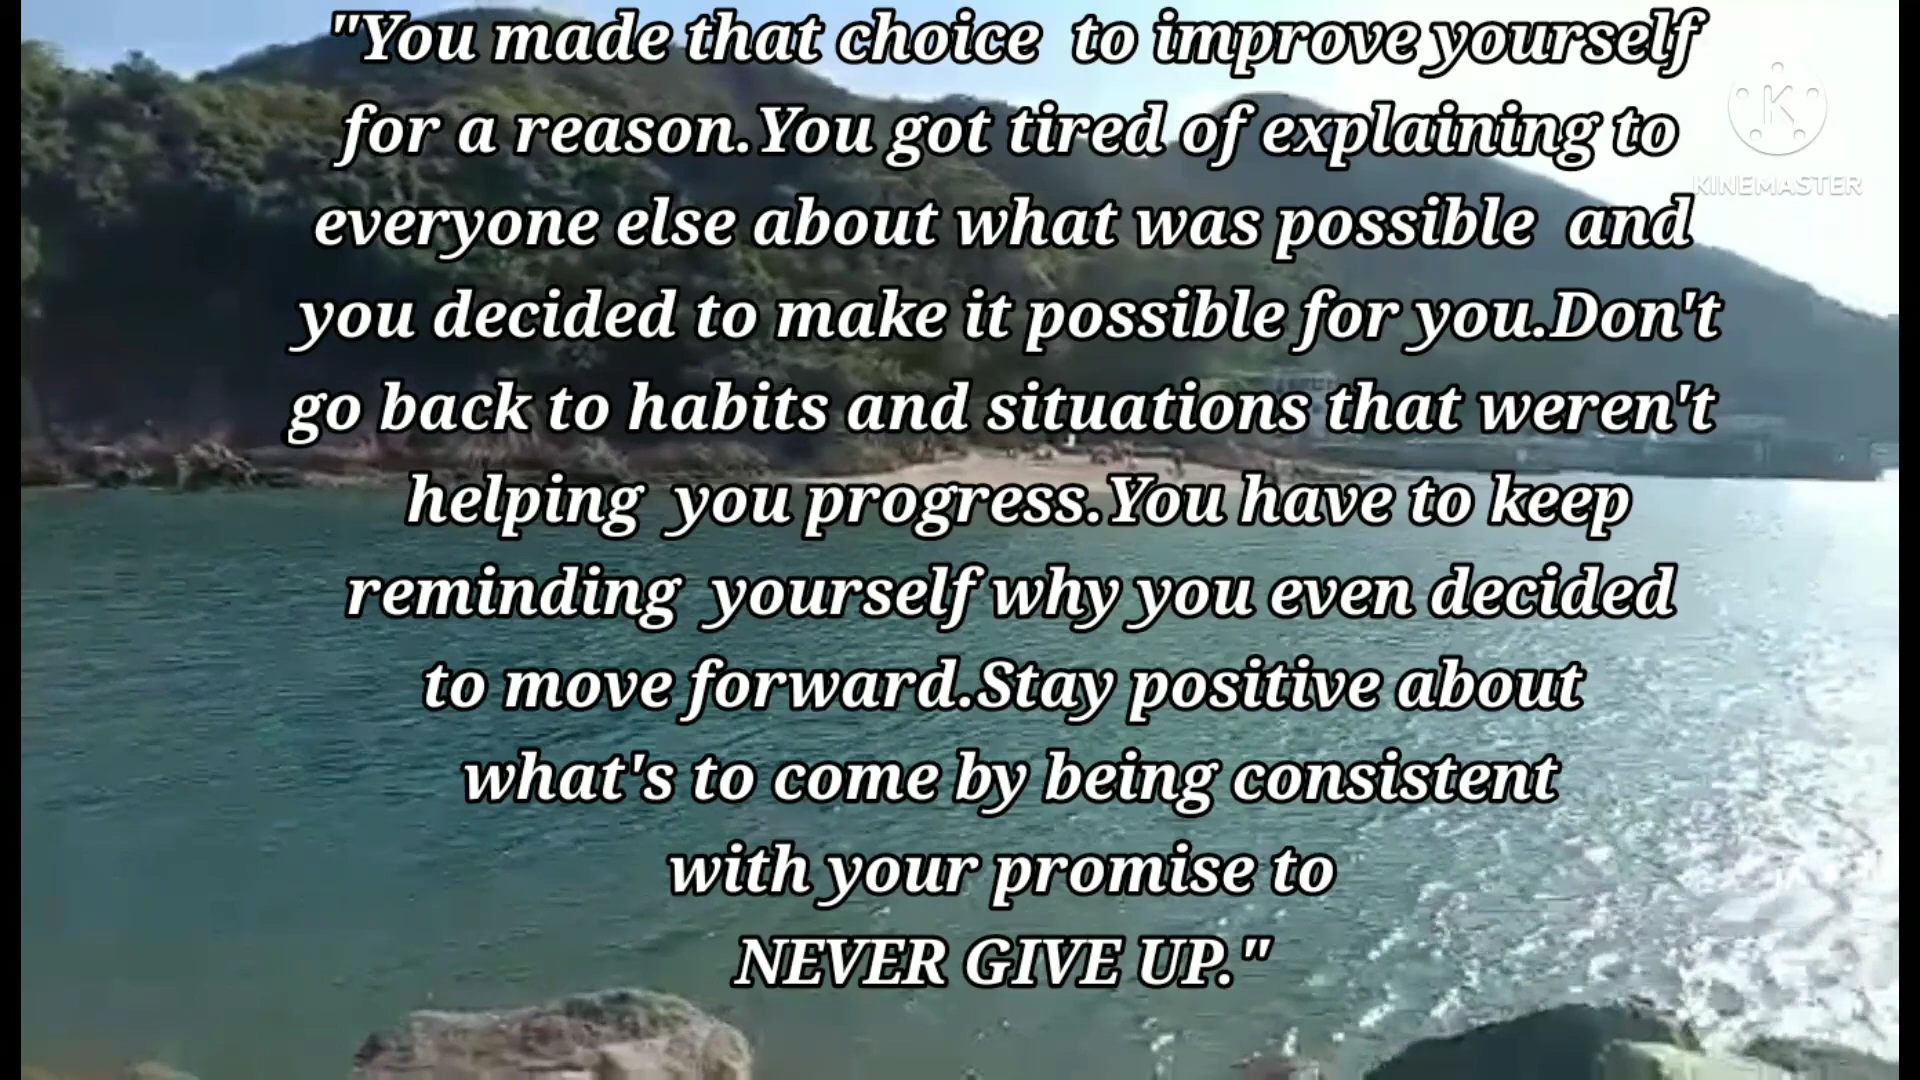 "You made that choice  to improve yourself
for a reason.You got tired of explaining to
everyone else about what was possible  and
you decided to make it possible for you.Don't
go back to habits and situations that weren't
helping  you progress.You have to keep
reminding  yourself why you even decided
to move forward.Stay positive about
what's to come by being consistent
with your promise to
NEVER GIVE UP."
K
KINEMASTER